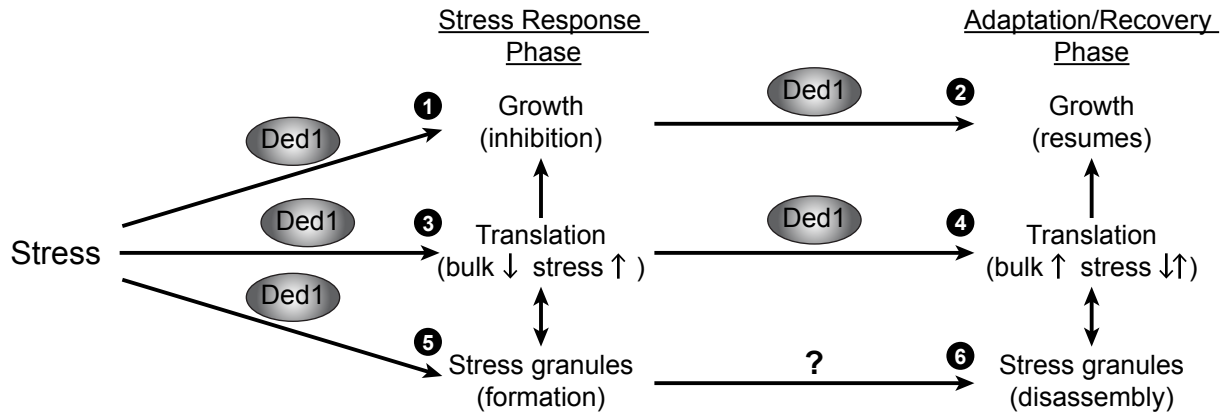 Stress Response
Phase
Adaptation/Recovery
Phase
Ded1
1
Growth
(inhibition)
Ded1
2
Growth
(resumes)
Stress
Ded1
3
Translation
(bulk ↓ stress ↑ )
Ded1
4
Translation
(bulk ↑ stress ↓↑)
Ded1
5
Stress granules
(formation)
?
6
Stress granules
(disassembly)